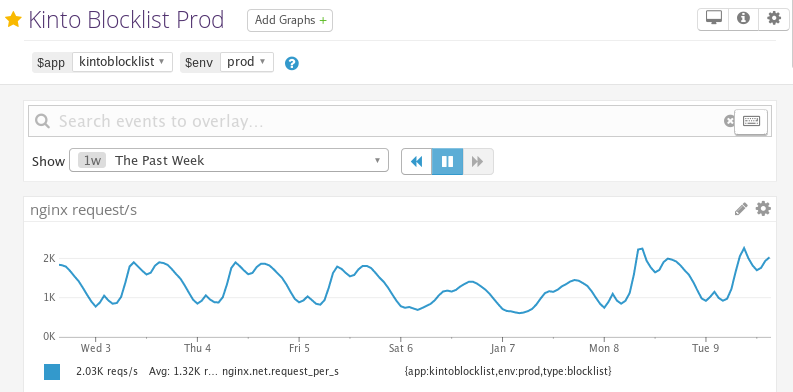 Kinto Blocklist Prod Add Graphs +
$app kintoblocklist $env prod ?
Search events to overlay...
Show 1w The Past Week
nginx request/s
2K
1K
0K
Wed 3 Thu 4 Fri 5 Sat 6 Jan 7 Mon 8 Tue 9
2.03K reqs/s Avg: 1.32K r... nginx.net.request_per_s {app:kintoblocklist,env:prod,type:blocklist}